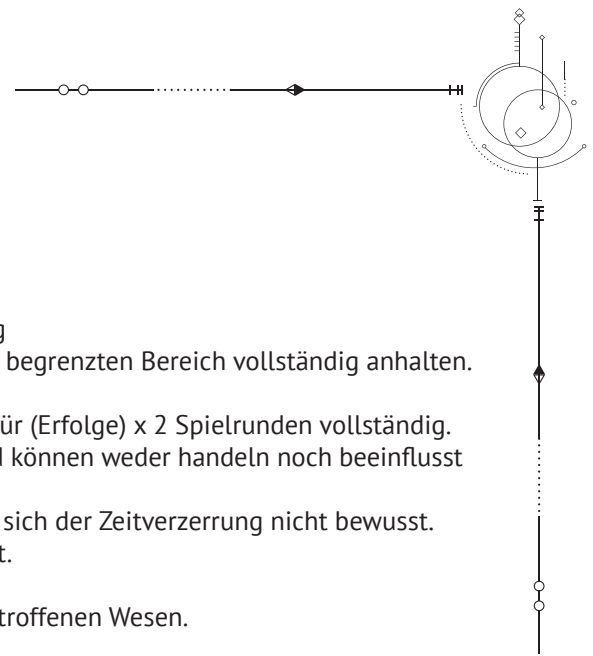 g
begrenzten Bereich vollständig anhalten.
ür (Erfolge) x 2 Spielrunden vollständig.
können weder handeln noch beeinflusst
sich der Zeitverzerrung nicht bewusst.
t.
troffenen Wesen.